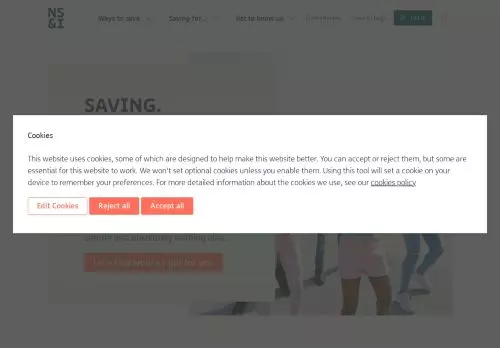 NS
&I
Ways to save
Saving for...
Get to know us
Log in
SAVING.
Cookies
This website uses cookies, some of which are designed to help make this website better. You can accept or reject them, but some are
essential for this website to work. We won't set optional cookies unless you enable them. Using this tool will set a cookie on your
device to remember your preferences. For more detailed information about the cookies we use, see our cookies policy
Edit Cookies
Reject all
Accept all